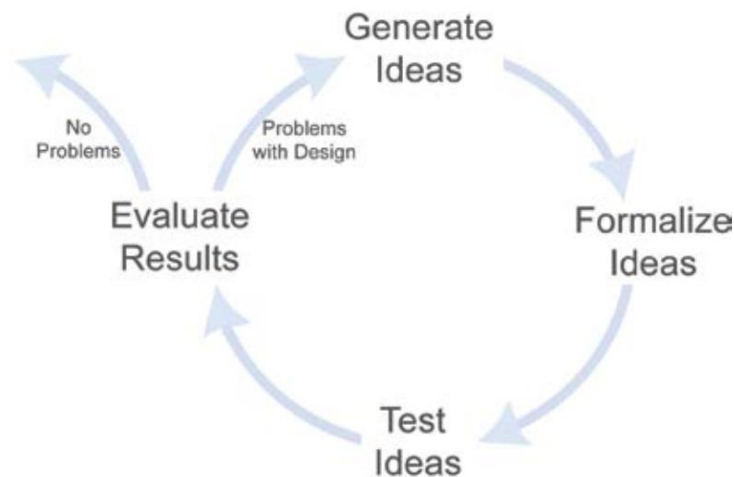 Generate
Ideas
No
Problems
Problems
with Design
Evaluate
Results
Formalize
Ideas
Test
Ideas